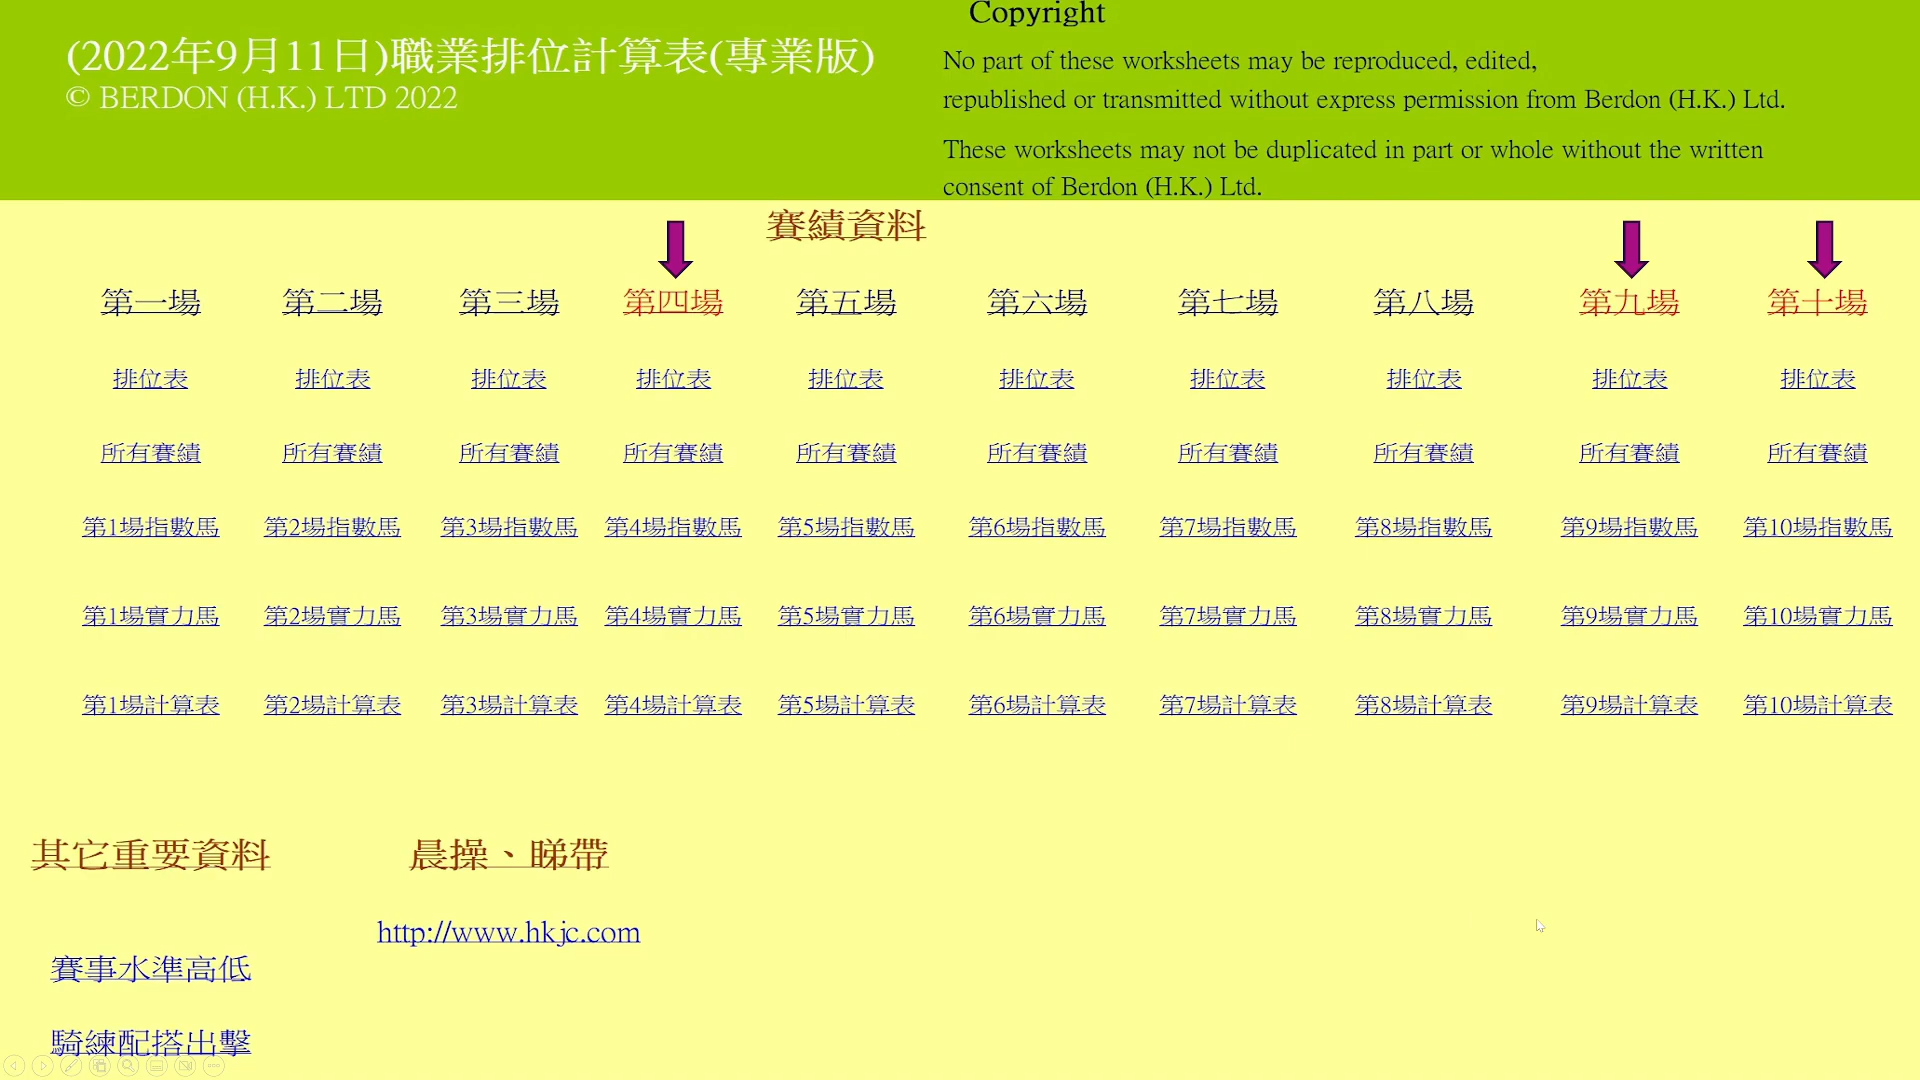 Copyright
(2022年9月11日)職業排位計算表(專業版)
© BERDON (H.K.) LTD 2022
No part of these worksheets may be reproduced, edited,
republished or transmitted without express permission from Berdon (H.K.) Ltd.
These worksheets may not be duplicated in part or whole without the written
consent of Berdon (H.K.) Ltd.
賽績資料
第一場 第二場 第三場 第四場 第五場 第六場 第七場 第八場 第九場 第十場
排位表 排位表 排位表 排位表 排位表 排位表 排位表 排位表 排位表 排位表
所有賽績 所有賽績 所有賽績 所有賽績 所有賽績 所有賽績 所有賽績 所有賽績 所有賽績 所有賽績
第1場指數馬 第2場指數馬 第3場指數馬 第4場指數馬 第5場指數馬 第6場指數馬 第7場指數馬 第8場指數馬 第9場指數馬 第10場指數馬
第1場實力馬 第2場實力馬 第3場實力馬 第4場實力馬 第5場實力馬 第6場實力馬 第7場實力馬 第8場實力馬 第9場實力馬 第10場實力馬
第1場計算表 第2場計算表 第3場計算表 第4場計算表 第5場計算表 第6場計算表 第7場計算表 第8場計算表 第9場計算表 第10場計算表
其它重要資料 晨操、睇帶
http://www.hkjc.com
賽事水準高低
騎練配搭出擊